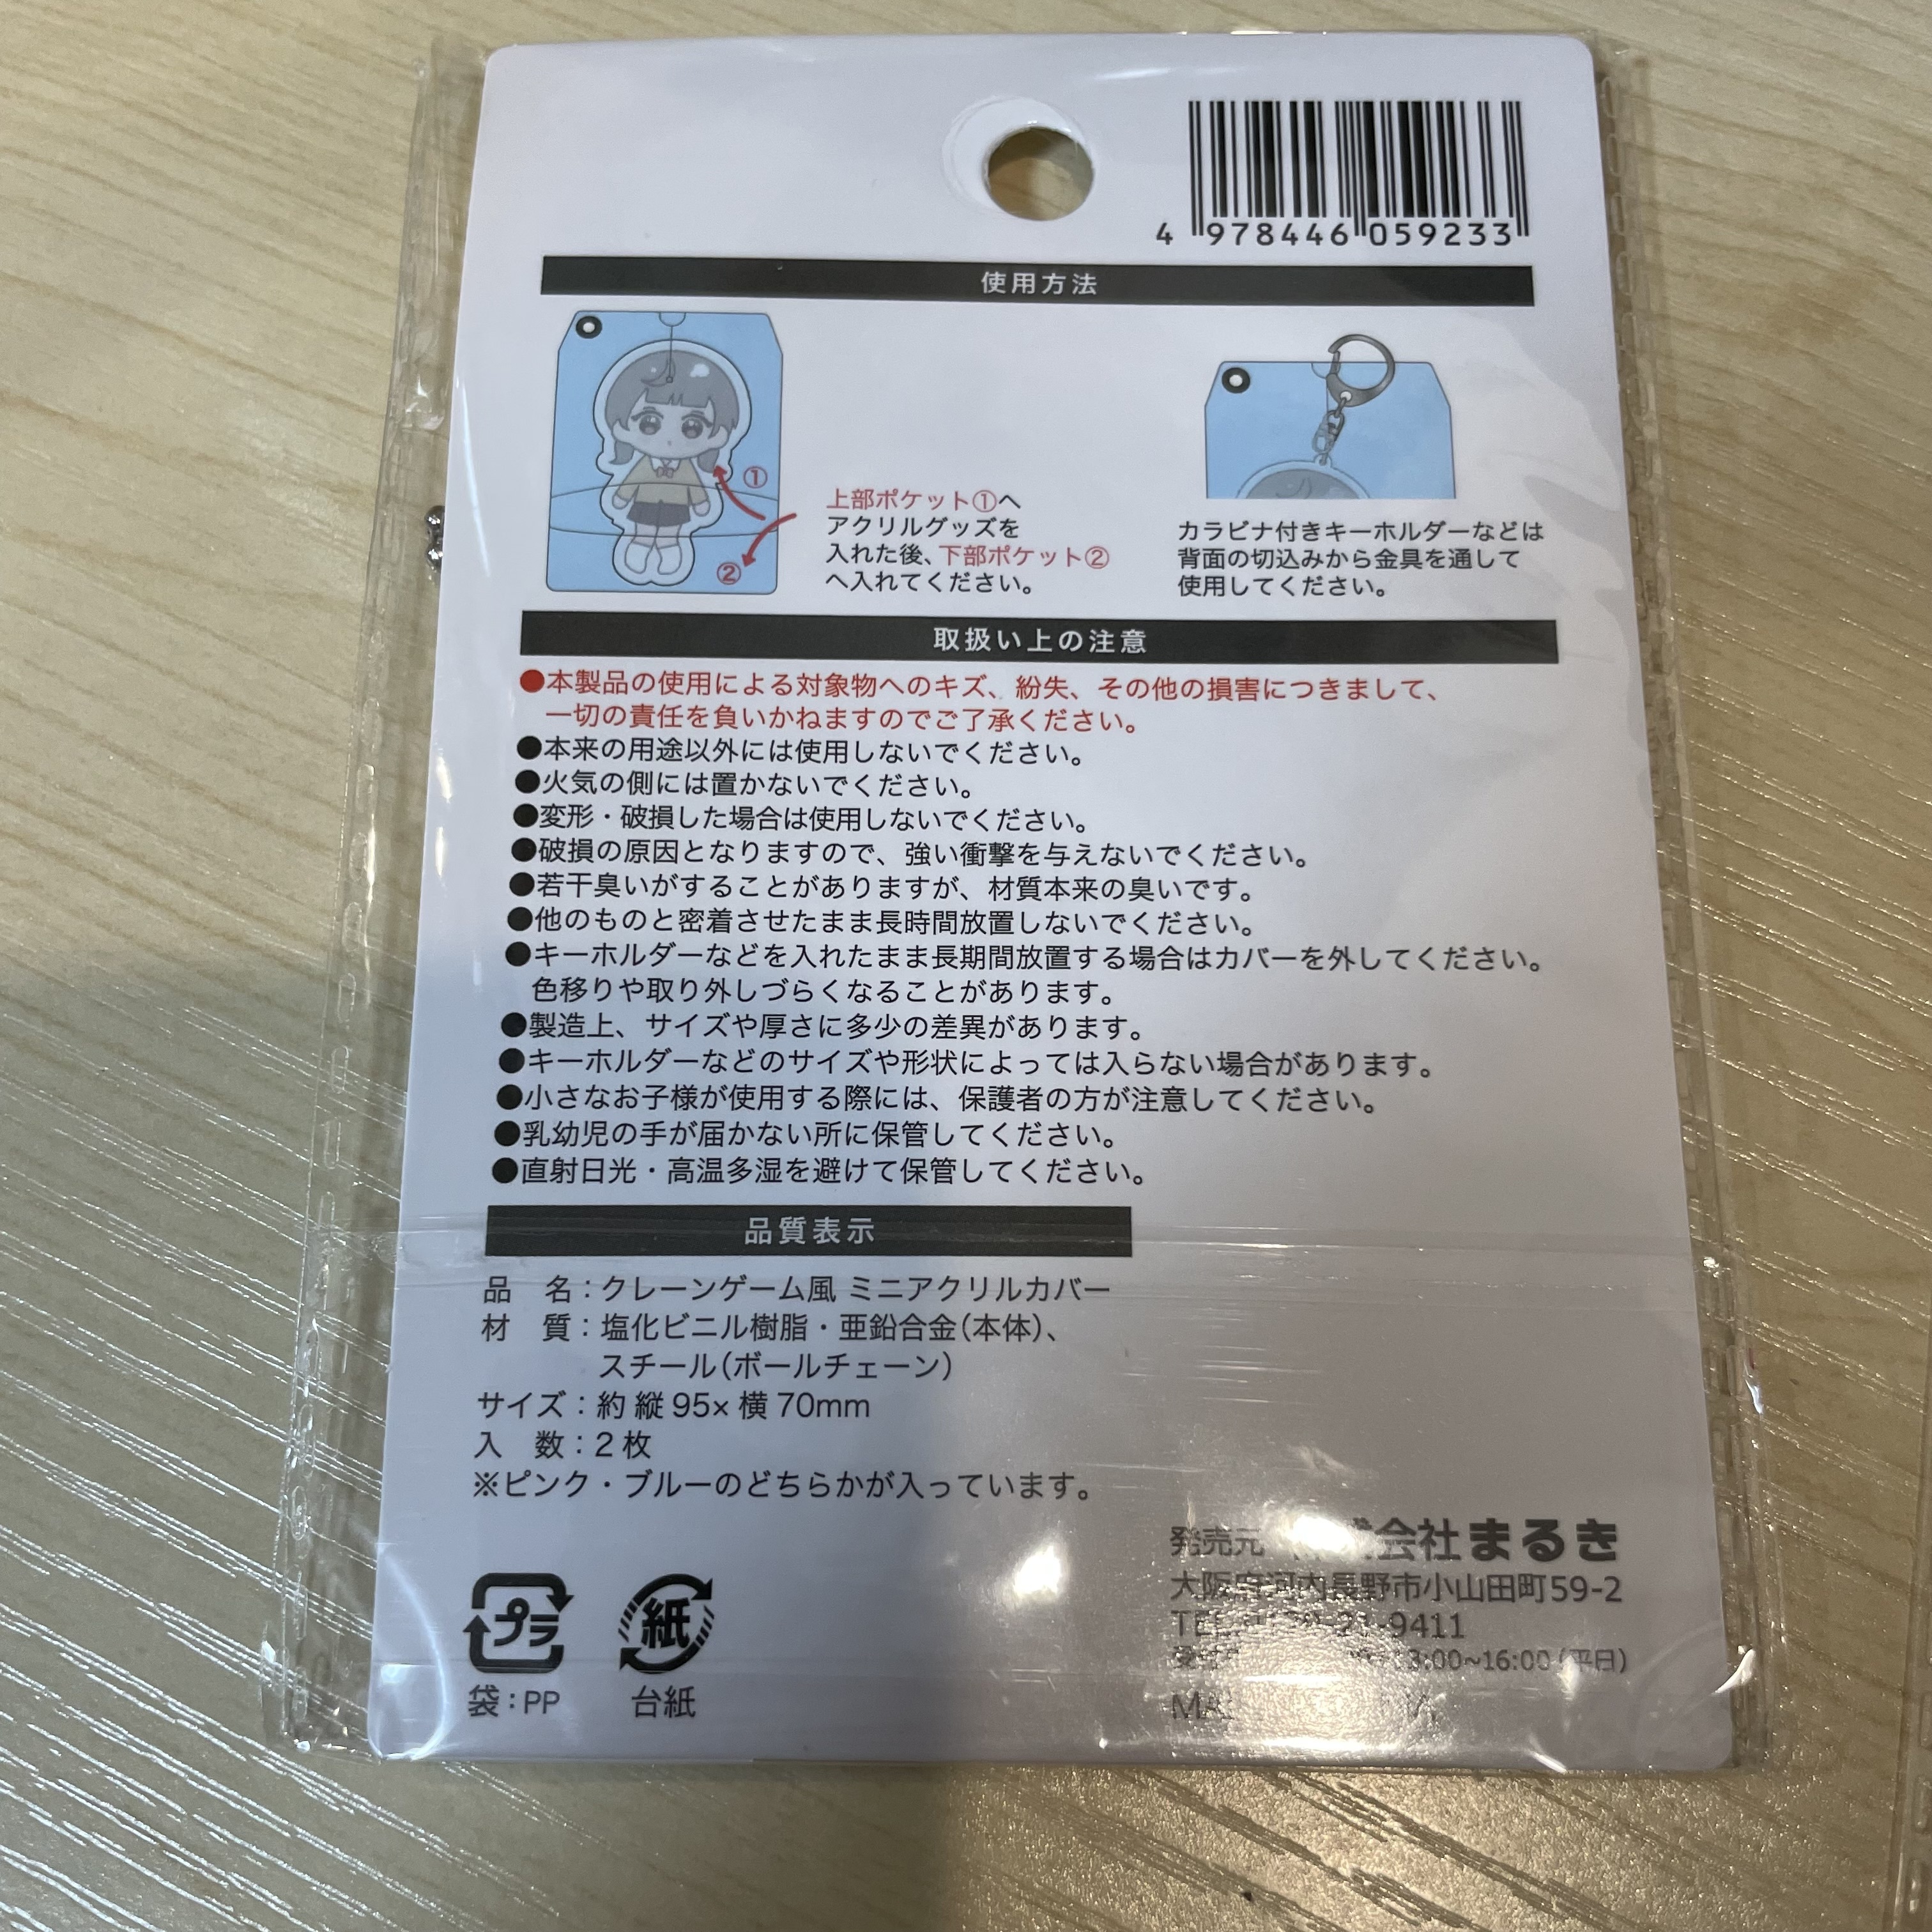 4 978446 059233
使用方法
①
②
上部ポケット①へ
アクリルグッズを
入れた後、下部ポケット②
へ入れてください。
カラビナ付きキーホルダーなどは
背面の切込みから金具を通して
使用してください。
取扱い上の注意
●本製品の使用による対象物へのキズ、紛失、その他の損害につきまして、
一切の責任を負いかねますのでご了承ください。
●本来の用途以外には使用しないでください。
●火気の側には置かないでください。
●変形・破損した場合は使用しないでください。
●破損の原因となりますので、強い衝撃を与えないでください。
●若干臭いがすることがありますが、材質本来の臭いです。
●他のものと密着させたまま長時間放置しないでください。
●キーホルダーなどを入れたまま長期間放置する場合はカバーを外してください。
色移りや取り外しづらくなることがあります。
●製造上、サイズや厚さに多少の差異があります。
●キーホルダーなどのサイズや形状によっては入らない場合があります。
●小さなお子様が使用する際には、保護者の方が注意してください。
●乳幼児の手が届かない所に保管してください。
●直射日光・高温多湿を避けて保管してください。
品質表示
品 名：クレーンゲーム風 ミニアクリルカバー
材 質：塩化ビニル樹脂・亜鉛合金(本体)、
スチール(ボールチェーン)
サイズ：約 縦 95× 横 70mm
入 数：2 枚
※ピンク・ブルーのどちらかが入っています。
プラ
袋：PP
紙
台紙
発売元 会社まるき
大阪府河内長野市小山田町59-2
TEL 21-9411
3:00~16:00 (平日)